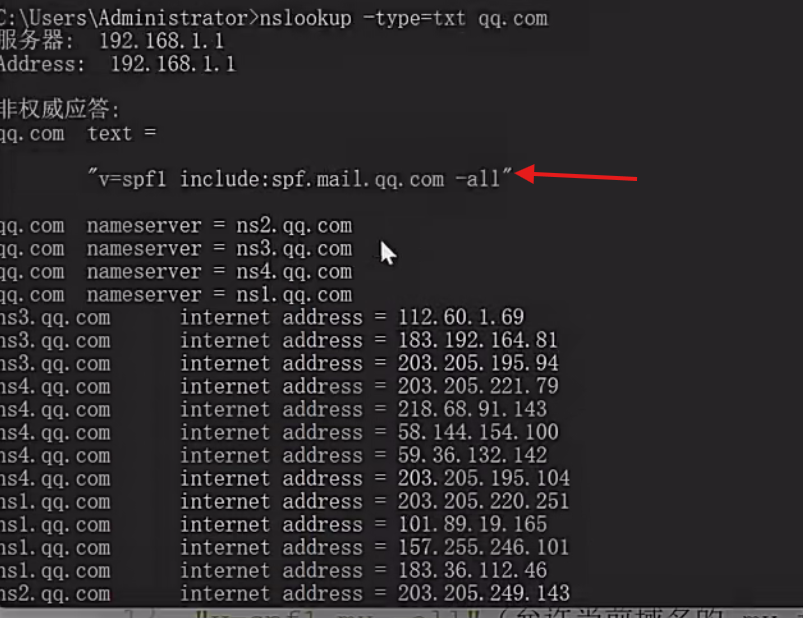 C:\Users\Administrator>nslookup -type=txt qq.com
服务器:  192.168.1.1
Address:  192.168.1.1
非权威应答:
qq.com  text =
"v=spf1 include:spf.mail.qq.com -all"
qq.com  nameserver = ns2.qq.com
qq.com  nameserver = ns3.qq.com
qq.com  nameserver = ns4.qq.com
qq.com  nameserver = ns1.qq.com
ns3.qq.com      internet address = 112.60.1.69
ns3.qq.com      internet address = 183.192.164.81
ns3.qq.com      internet address = 203.205.195.94
ns4.qq.com      internet address = 203.205.221.79
ns4.qq.com      internet address = 218.68.91.143
ns4.qq.com      internet address = 58.144.154.100
ns4.qq.com      internet address = 59.36.132.142
ns4.qq.com      internet address = 203.205.195.104
ns1.qq.com      internet address = 203.205.220.251
ns1.qq.com      internet address = 101.89.19.165
ns1.qq.com      internet address = 157.255.246.101
ns1.qq.com      internet address = 183.36.112.46
ns2.qq.com      internet address = 203.205.249.143